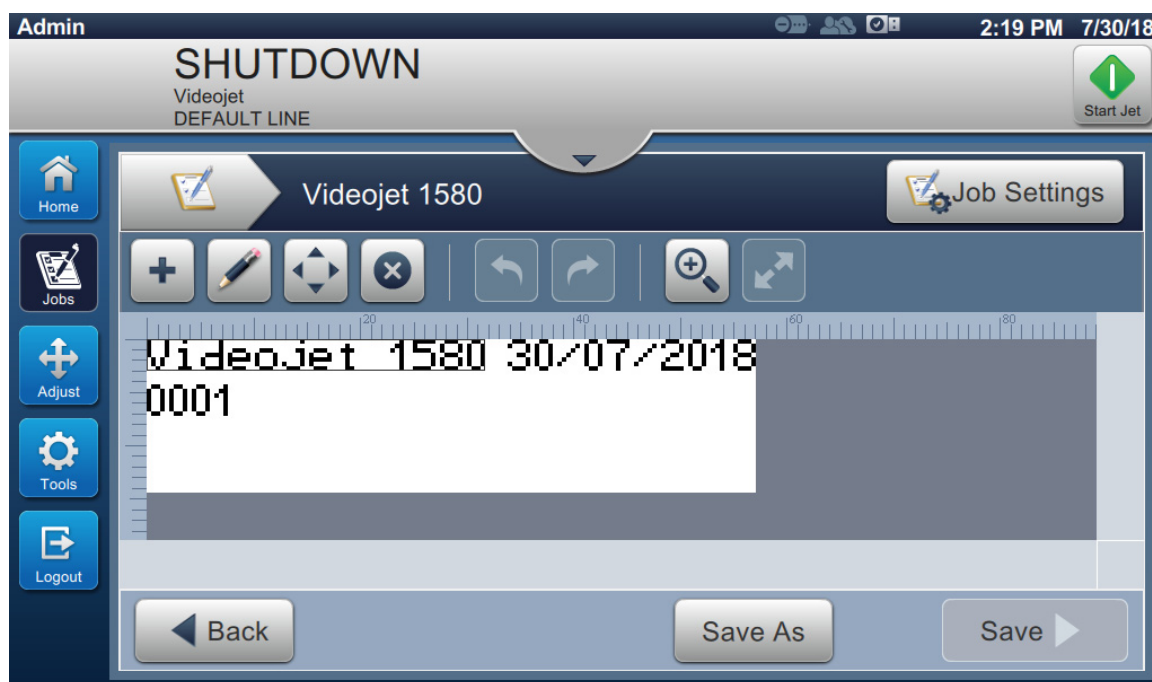 Admin 2:19 PM 7/30/18
SHUTDOWN
Videojet
DEFAULT LINE
Start Jet
Home
Videojet 1580
Job Settings
Jobs
20 40 60 80
Videojet 1580 30/07/2018
0001
Adjust
Tools
Logout
Back
Save As
Save